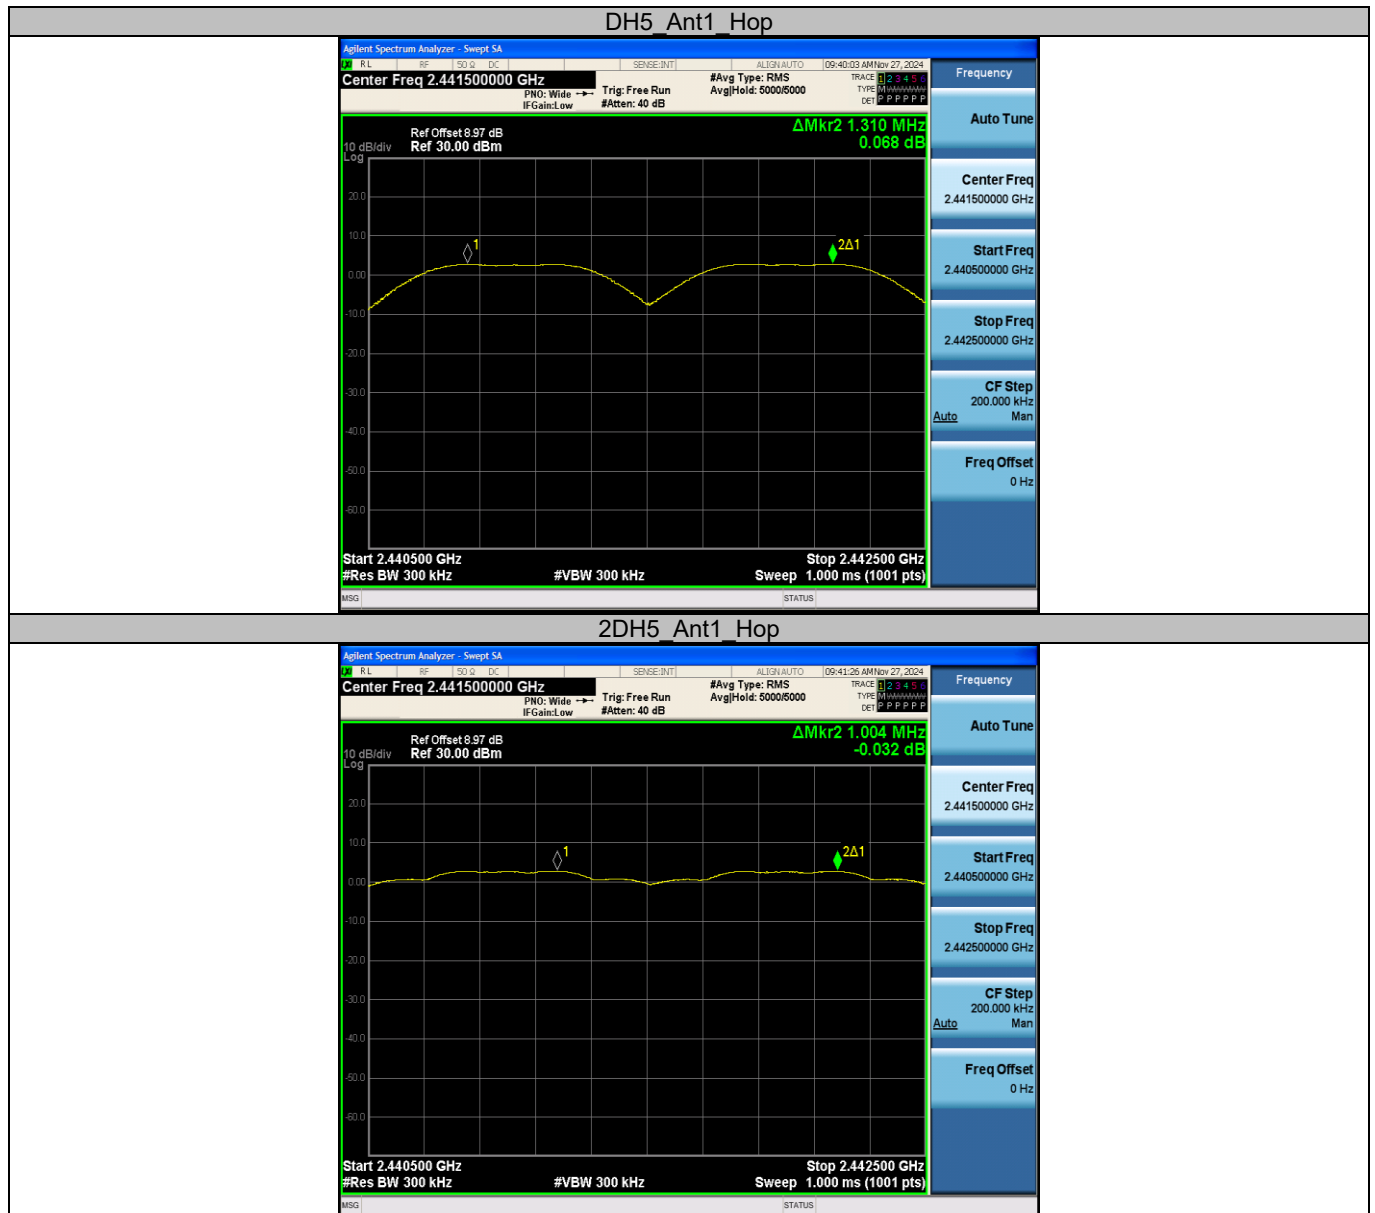 DH5_Ant1_Hop
Agilent Spectrum Analyzer - Swept SA
RL RF 50 Ω DC SENSE:INT ALIGN AUTO 09:40:03 AM Nov 27, 2024
Center Freq 2.441500000 GHz #Avg Type: RMS TRACE 1 2 3 4 5 6
PNO: Wide Trig: Free Run Avg|Hold: 5000/5000 TYPE M
IFGain:Low #Atten: 40 dB DET P P P P P P
Frequency
Auto Tune
Center Freq
2.441500000 GHz
Start Freq
2.440500000 GHz
Stop Freq
2.442500000 GHz
CF Step
200.000 kHz
Auto Man
Freq Offset
0 Hz
ΔMkr2 1.310 MHz
0.068 dB
Ref Offset 8.97 dB
10 dB/div Ref 30.00 dBm
Log
20.0
10.0
0.00
-10.0
-20.0
-30.0
-40.0
-50.0
-60.0
1
2Δ1
Start 2.440500 GHz Stop 2.442500 GHz
#Res BW 300 kHz #VBW 300 kHz Sweep 1.000 ms (1001 pts)
MSG STATUS
2DH5_Ant1_Hop
Agilent Spectrum Analyzer - Swept SA
RL RF 50 Ω DC SENSE:INT ALIGN AUTO 09:41:26 AM Nov 27, 2024
Center Freq 2.441500000 GHz #Avg Type: RMS TRACE 1 2 3 4 5 6
PNO: Wide Trig: Free Run Avg|Hold: 5000/5000 TYPE M
IFGain:Low #Atten: 40 dB DET P P P P P P
Frequency
Auto Tune
Center Freq
2.441500000 GHz
Start Freq
2.440500000 GHz
Stop Freq
2.442500000 GHz
CF Step
200.000 kHz
Auto Man
Freq Offset
0 Hz
ΔMkr2 1.004 MHz
-0.032 dB
Ref Offset 8.97 dB
10 dB/div Ref 30.00 dBm
Log
20.0
10.0
0.00
-10.0
-20.0
-30.0
-40.0
-50.0
-60.0
1
2Δ1
Start 2.440500 GHz Stop 2.442500 GHz
#Res BW 300 kHz #VBW 300 kHz Sweep 1.000 ms (1001 pts)
MSG STATUS